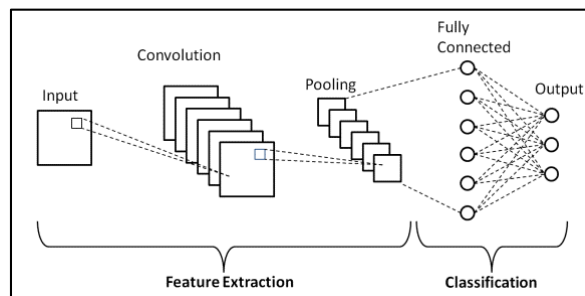 Fully
Connected
Convolution
Pooling
Input
Output
Feature Extraction
Classification